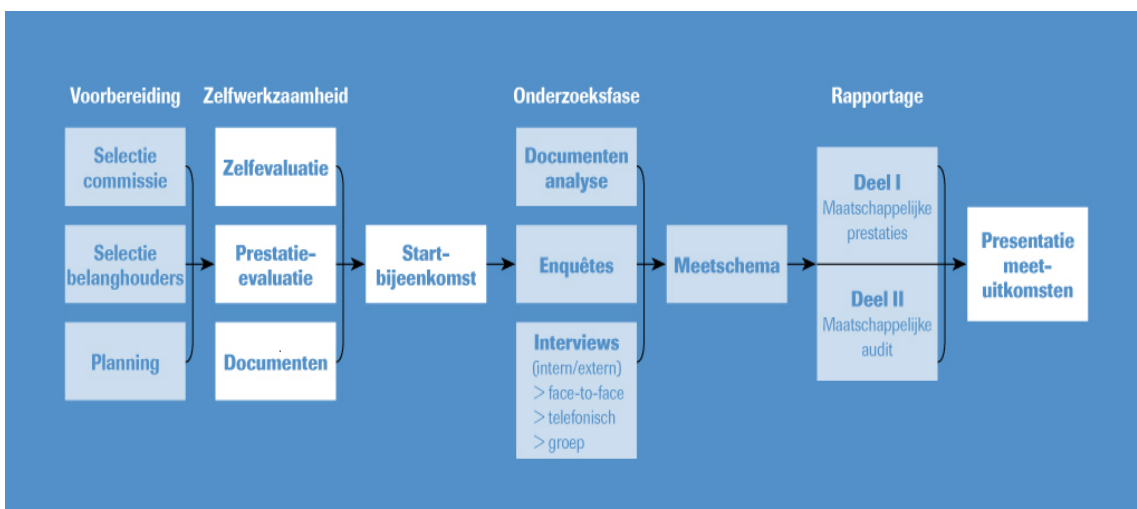 Voorbereiding
Selectie
commissie
Selectie
belanghouders
Planning
Zelfwerkzaamheid
Zelfevaluatie
Prestatie-
evaluatie
Documenten
Start-
bijeenkomst
Onderzoeksfase
Documenten
analyse
Enquêtes
Interviews
(intern/extern)
> face-to-face
> telefonisch
> groep
Meetschema
Rapportage
Deel I
Maatschappelijke
prestaties
Deel II
Maatschappelijke
audit
Presentatie
meet-
uitkomsten